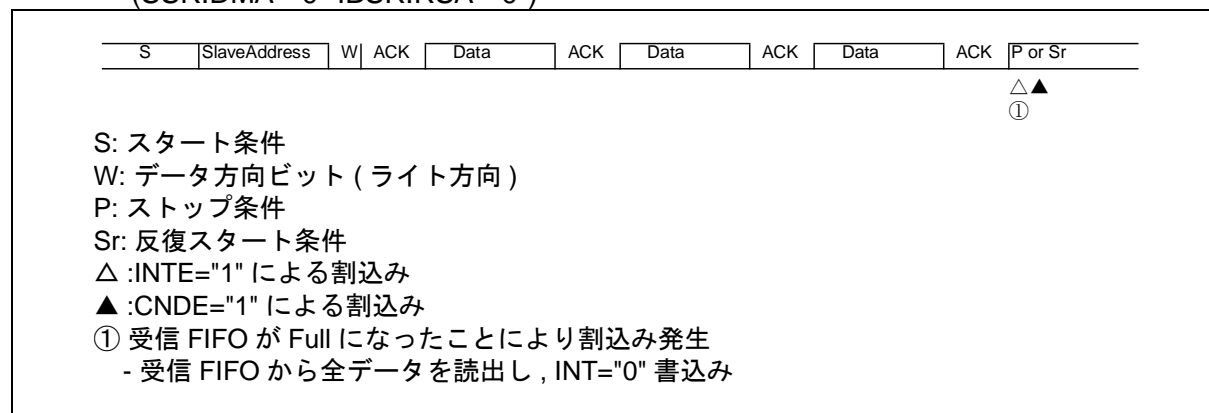 S SlaveAddress W ACK Data ACK Data ACK Data ACK P or Sr
△▲
①
S: スタート条件
W: データ方向ビット ( ライト方向 )
P: ストップ条件
Sr: 反復スタート条件
△ :INTE="1" による割込み
▲ :CNDE="1" による割込み
① 受信 FIFO が Full になったことにより割込み発生
- 受信 FIFO から全データを読出し , INT="0" 書込み